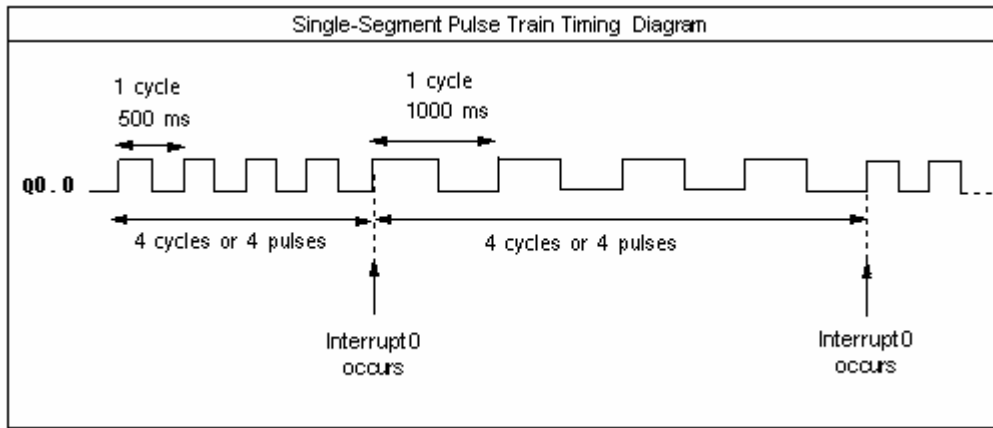 Single-Segment Pulse Train Timing Diagram
1 cycle
500 ms
1 cycle
1000 ms
Q0.0
4 cycles or 4 pulses
4 cycles or 4 pulses
Interrupt 0
occurs
Interrupt 0
occurs